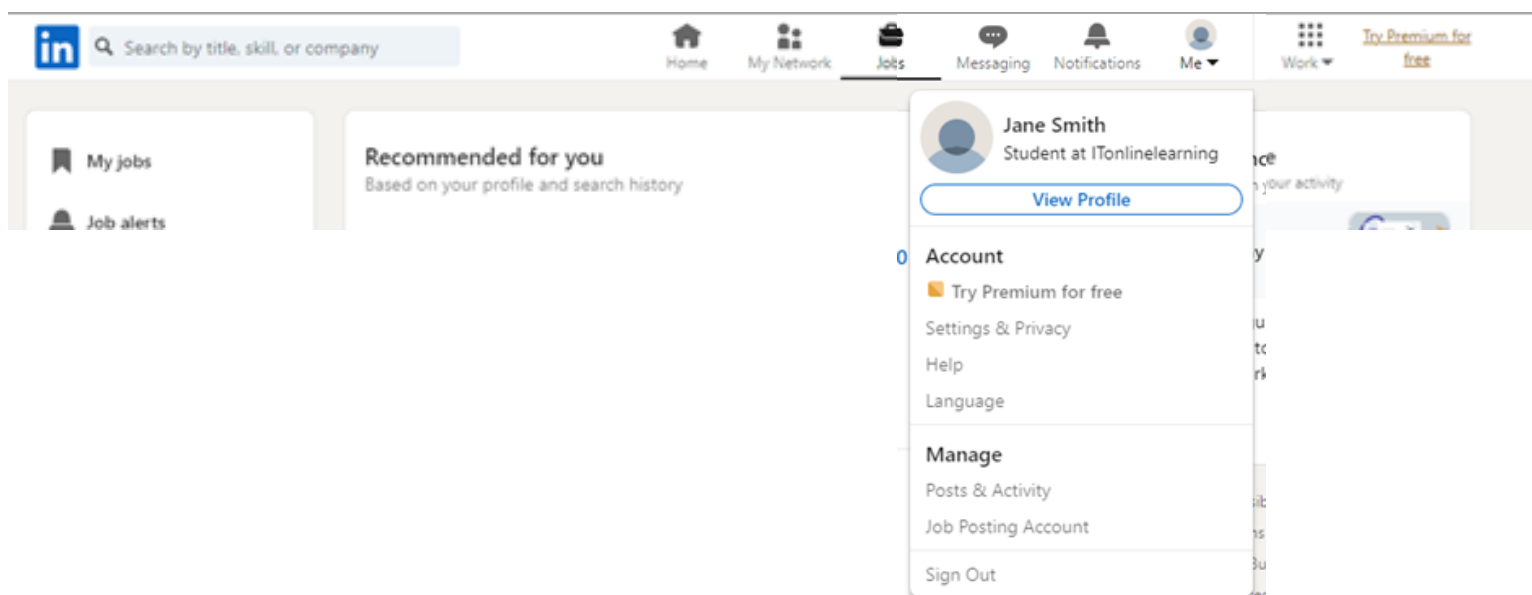 in
Search by title, skill, or company
Home
My Network
Jobs
Messaging
Notifications
Me
Work
Try Premium for
free
My jobs
Job alerts
Recommended for you
Based on your profile and search history
Jane Smith
Student at ITonlinelearning
View Profile
Account
Try Premium for free
Settings & Privacy
Help
Language
Manage
Posts & Activity
Job Posting Account
Sign Out
your activity